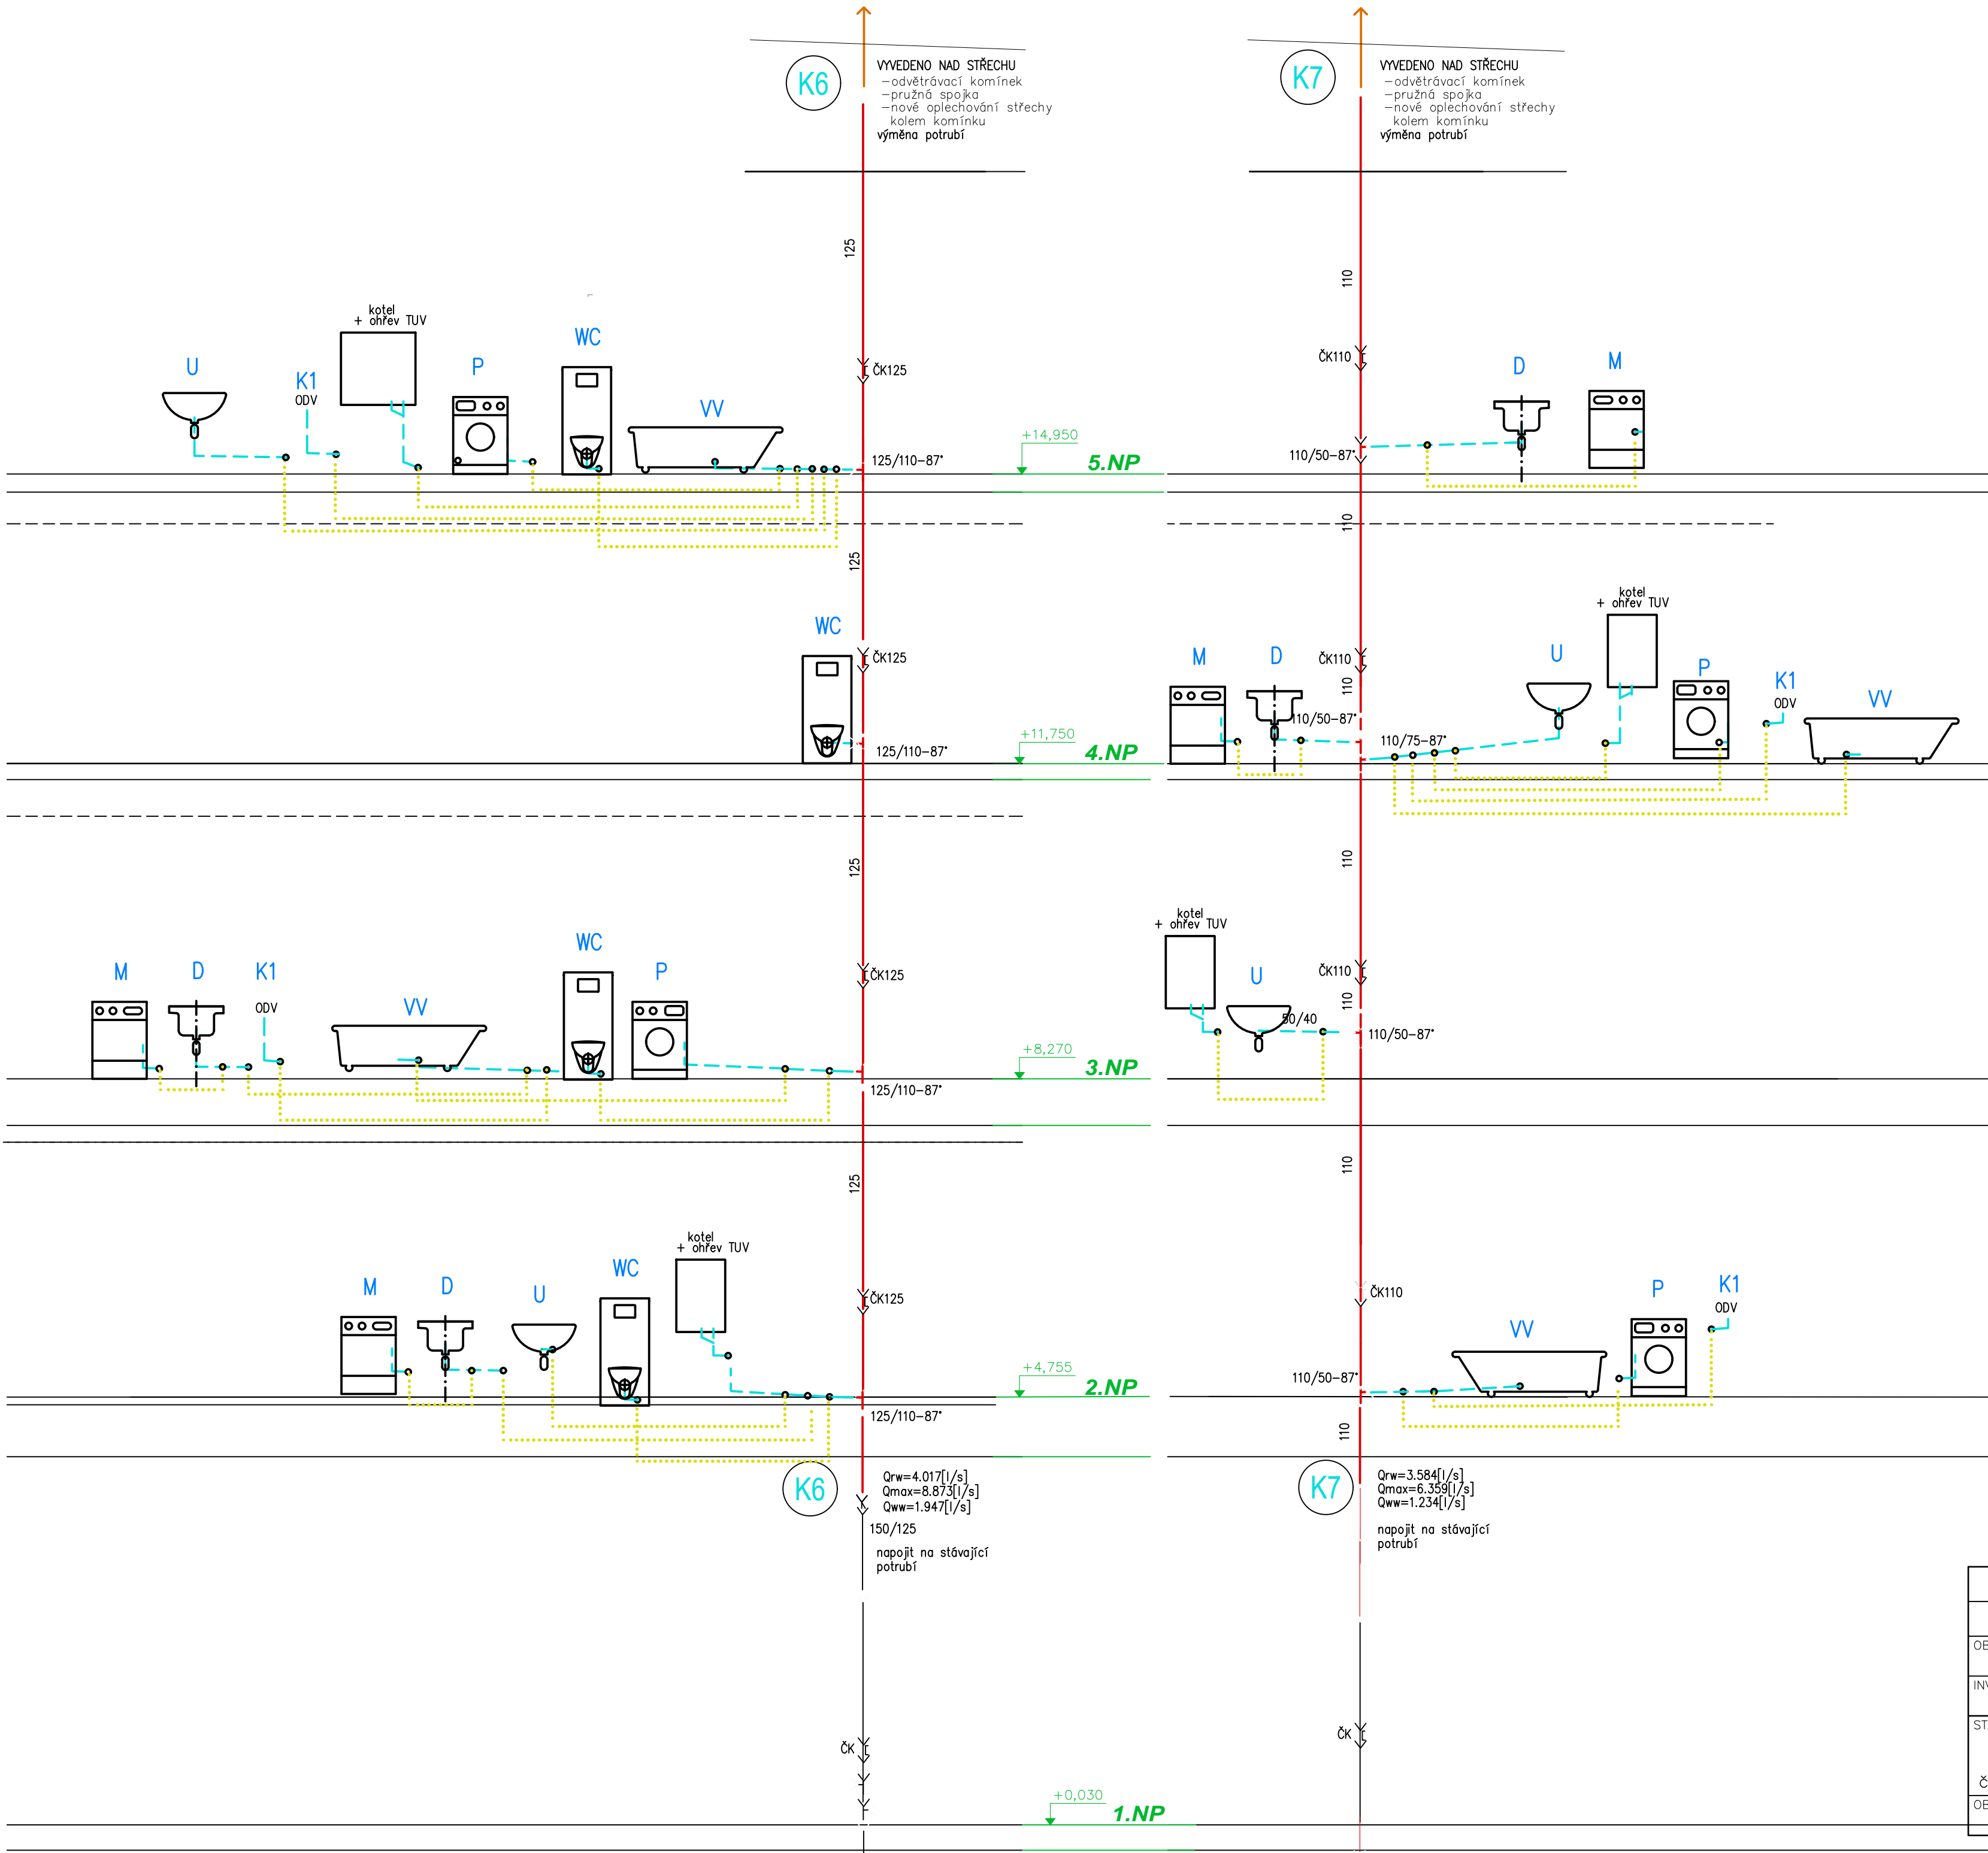 K6
VYVEDENO NAD STŘECHU
-odvětrávací komínek
-pružná spojka
-nové oplechování střechy
kolem komínku
výměna potrubí
K7
VYVEDENO NAD STŘECHU
-odvětrávací komínek
-pružná spojka
-nové oplechování střechy
kolem komínku
výměna potrubí
125
110
U
K1
ODV
kotel
+ ohřev TUV
P
WC
VV
ČK125
125/110-87°
+14,950
5.NP
ČK110
110/50-87°
D
M
125
110
WC
ČK125
125/110-87°
+11,750
4.NP
M
D
ČK110
110
110/50-87°
110/75-87°
U
kotel
+ ohřev TUV
P
K1
ODV
VV
125
110
M
D
K1
ODV
VV
WC
P
ČK125
125/110-87°
+8,270
3.NP
kotel
+ ohřev TUV
U
50/40
ČK110
110
110/50-87°
125
110
M
D
U
WC
kotel
+ ohřev TUV
ČK125
125/110-87°
+4,755
2.NP
ČK110
110/50-87°
110
VV
P
K1
ODV
K6
Qrw=4.017[l/s]
Qmax=8.873[l/s]
Qww=1.947[l/s]
150/125
napojit na stávající
potrubí
K7
Qrw=3.584[l/s]
Qmax=6.359[l/s]
Qww=1.234[l/s]
napojit na stávající
potrubí
ČK
ČK
+0,030
1.NP